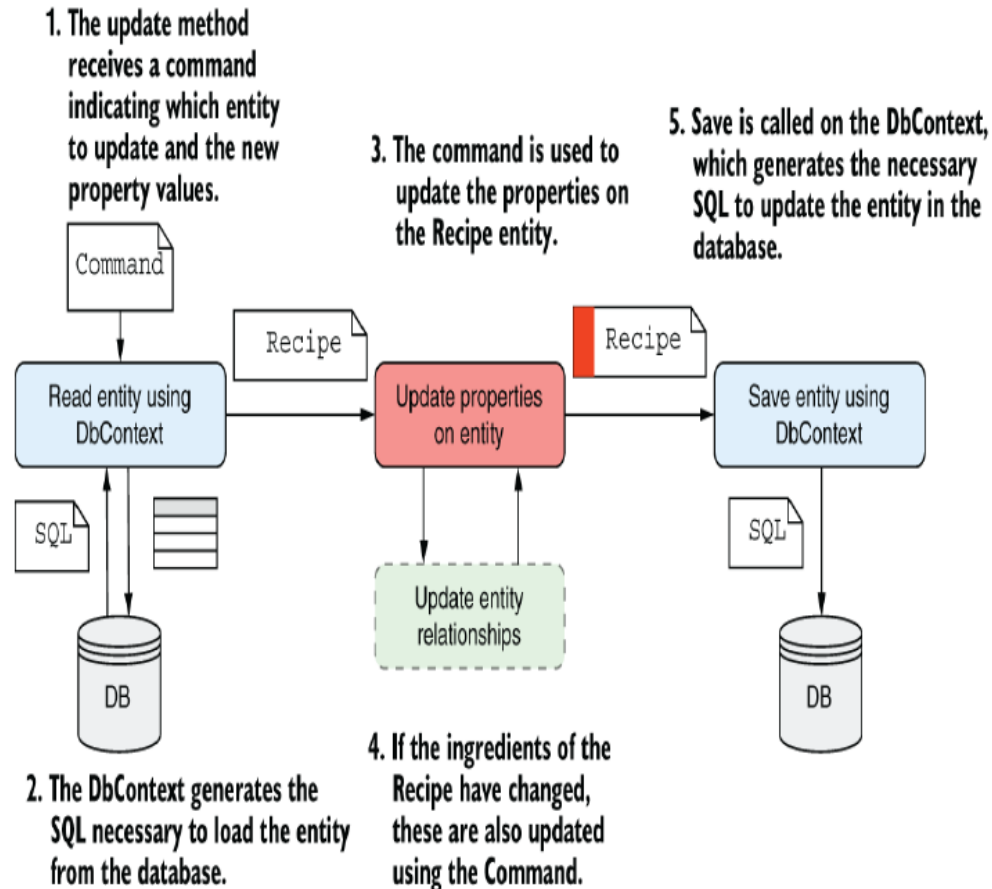 1. The update method
receives a command
indicating which entity
to update and the new
property values.
3. The command is used to
update the properties on
the Recipe entity.
5. Save is called on the DbContext,
which generates the necessary
SQL to update the entity in the
database.
Command
Recipe
Recipe
Read entity using
DbContext
Update properties
on entity
Save entity using
DbContext
SQL
SQL
Update entity
relationships
DB
DB
2. The DbContext generates the
SQL necessary to load the entity
from the database.
4. If the ingredients of the
Recipe have changed,
these are also updated
using the Command.